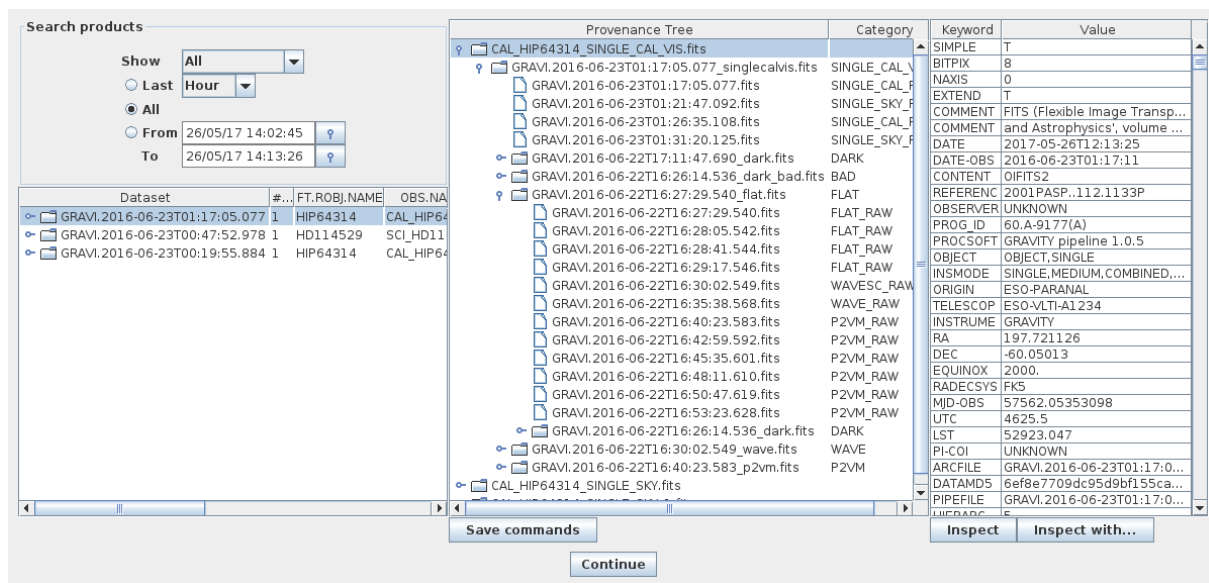 Search products
Show All
Last Hour
All
From 26/05/17 14:02:45
To 26/05/17 14:13:26
Dataset #... FT.ROBJ.NAME OBS.NA
GRAVI.2016-06-23T01:17:05.077 1 HIP64314 CAL_HIP64
GRAVI.2016-06-23T00:47:52.978 1 HD114529 SCI_HD11
GRAVI.2016-06-23T00:19:55.884 1 HIP64314 CAL_HIP64
Provenance Tree Category
CAL_HIP64314_SINGLE_CAL_VIS.fits
GRAVI.2016-06-23T01:17:05.077_singlecalvis.fits SINGLE_CAL_V
GRAVI.2016-06-23T01:17:05.077.fits SINGLE_CAL_F
GRAVI.2016-06-23T01:21:47.092.fits SINGLE_SKY_F
GRAVI.2016-06-23T01:26:35.108.fits SINGLE_CAL_F
GRAVI.2016-06-23T01:31:20.125.fits SINGLE_SKY_F
GRAVI.2016-06-22T17:11:47.690_dark.fits DARK
GRAVI.2016-06-22T16:26:14.536_dark_bad.fits BAD
GRAVI.2016-06-22T16:27:29.540_flat.fits FLAT
GRAVI.2016-06-22T16:27:29.540.fits FLAT_RAW
GRAVI.2016-06-22T16:28:05.542.fits FLAT_RAW
GRAVI.2016-06-22T16:28:41.544.fits FLAT_RAW
GRAVI.2016-06-22T16:29:17.546.fits FLAT_RAW
GRAVI.2016-06-22T16:30:02.549.fits WAVESC_RAW
GRAVI.2016-06-22T16:35:38.568.fits WAVE_RAW
GRAVI.2016-06-22T16:40:23.583.fits P2VM_RAW
GRAVI.2016-06-22T16:42:59.592.fits P2VM_RAW
GRAVI.2016-06-22T16:45:35.601.fits P2VM_RAW
GRAVI.2016-06-22T16:48:11.610.fits P2VM_RAW
GRAVI.2016-06-22T16:50:47.619.fits P2VM_RAW
GRAVI.2016-06-22T16:53:23.628.fits P2VM_RAW
GRAVI.2016-06-22T16:26:14.536_dark.fits DARK
GRAVI.2016-06-22T16:30:02.549_wave.fits WAVE
GRAVI.2016-06-22T16:40:23.583_p2vm.fits P2VM
CAL_HIP64314_SINGLE_SKY.fits
Keyword Value
SIMPLE T
BITPIX 8
NAXIS 0
EXTEND T
COMMENT FITS (Flexible Image Transp...
COMMENT and Astrophysics', volume ...
DATE 2017-05-26T12:13:25
DATE-OBS 2016-06-23T01:17:11
CONTENT OIFITS2
REFERENC 2001PASP..112.1133P
OBSERVER UNKNOWN
PROG_ID 60.A-9177(A)
PROCSOFT GRAVITY pipeline 1.0.5
OBJECT OBJECT,SINGLE
INSMODE SINGLE,MEDIUM,COMBINED,...
ORIGIN ESO-PARANAL
TELESCOP ESO-VLTI-A1234
INSTRUME GRAVITY
RA 197.721126
DEC -60.05013
EQUINOX 2000.
RADECSYS FK5
MJD-OBS 57562.05353098
UTC 4625.5
LST 52923.047
PI-COI UNKNOWN
ARCFILE GRAVI.2016-06-23T01:17:0...
DATAMD5 6ef8e7709dc95d9bf155ca...
PIPEFILE GRAVI.2016-06-23T01:17:0...
Save commands
Inspect Inspect with...
Continue